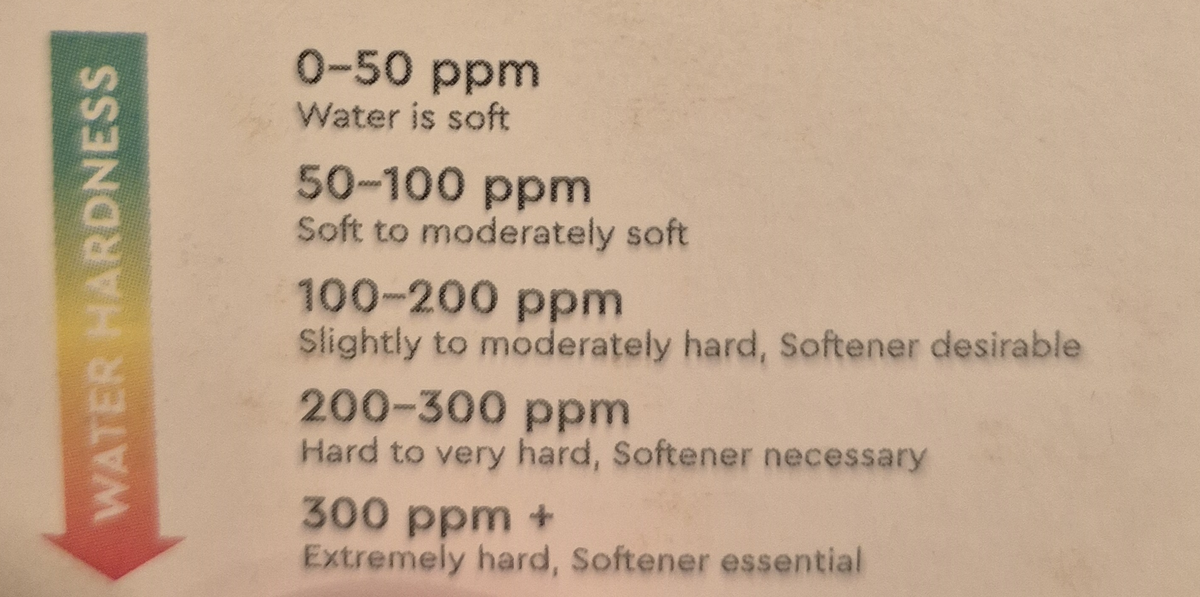 WATER HARDNESS
0–50 ppm
Water is soft
50–100 ppm
Soft to moderately soft
100–200 ppm
Slightly to moderately hard, Softener desirable
200–300 ppm
Hard to very hard, Softener necessary
300 ppm +
Extremely hard, Softener essential